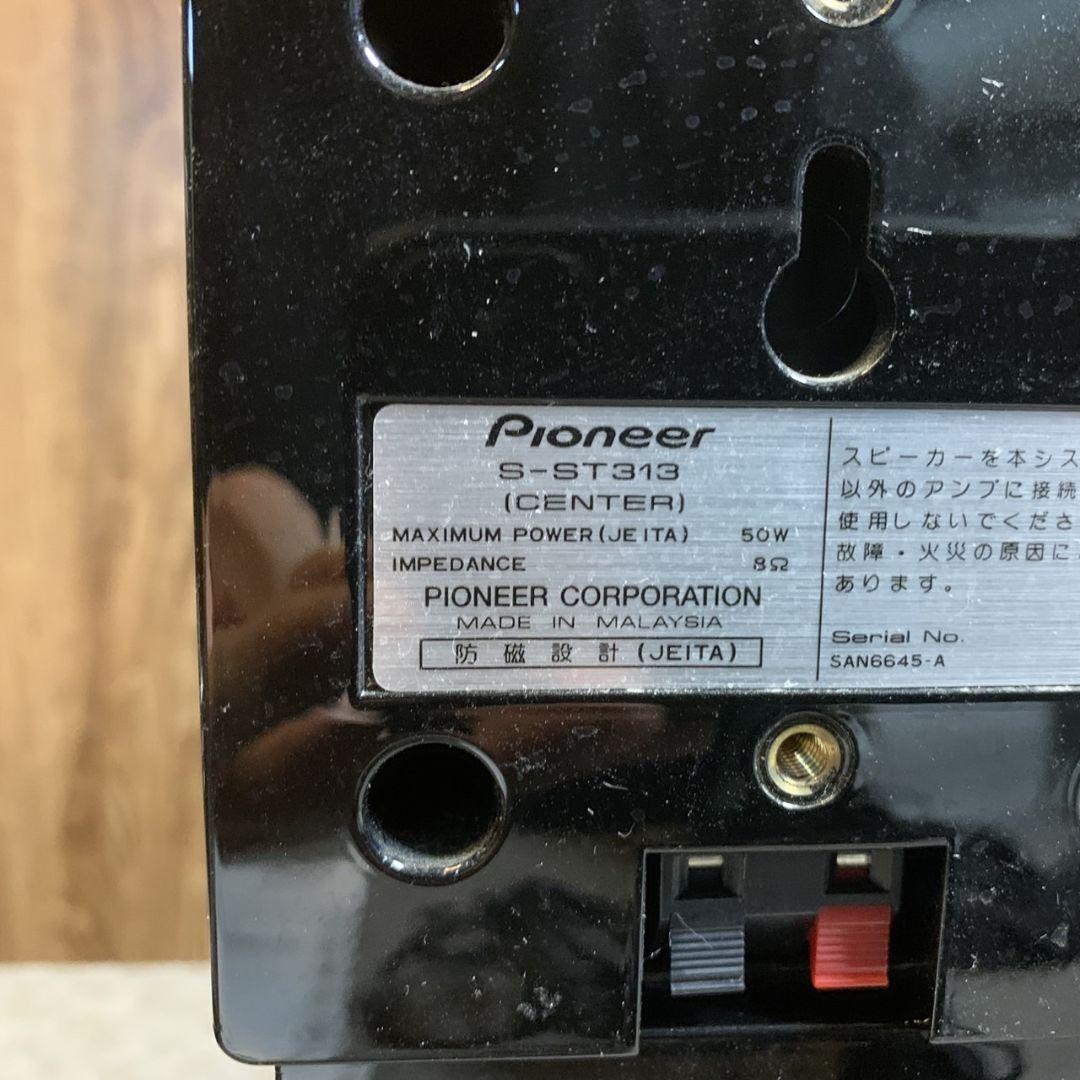 Pioneer
S-ST313
(CENTER)
MAXIMUM POWER (JEITA) 50W
IMPEDANCE 8Ω
PIONEER CORPORATION
MADE IN MALAYSIA
防磁設計 (JEITA)
スピーカーを本シス
以外のアンプに接続
使用しないでくださ
故障・火災の原因に
あります。
Serial No.
SAN6645-A